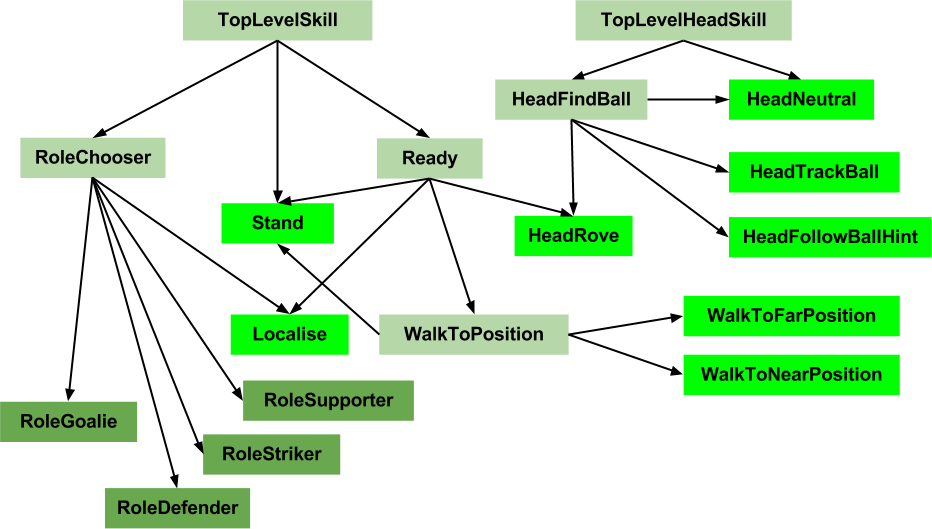 TopLevelSkill
TopLevelHeadSkill
HeadFindBall
HeadNeutral
RoleChooser
Ready
HeadTrackBall
Stand
HeadRove
HeadFollowBallHint
Localise
WalkToPosition
WalkToFarPosition
WalkToNearPosition
RoleSupporter
RoleGoalie
RoleStriker
RoleDefender